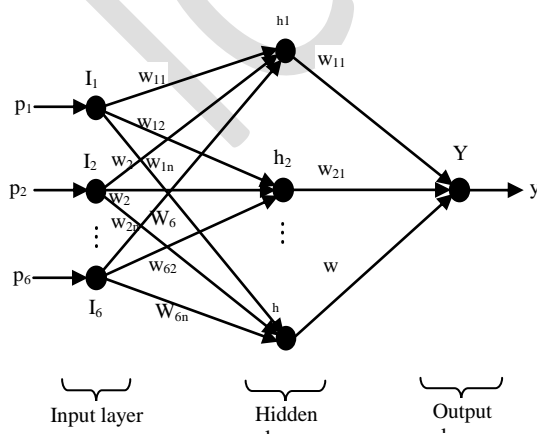 h1
w11
I1
w11
p1
w12
I2
h2
w21
Y
w2
w1n
p2
w2
y
w2n
W6
w62
w
p6
I6
W6n
h
Input layer
Hidden
Output